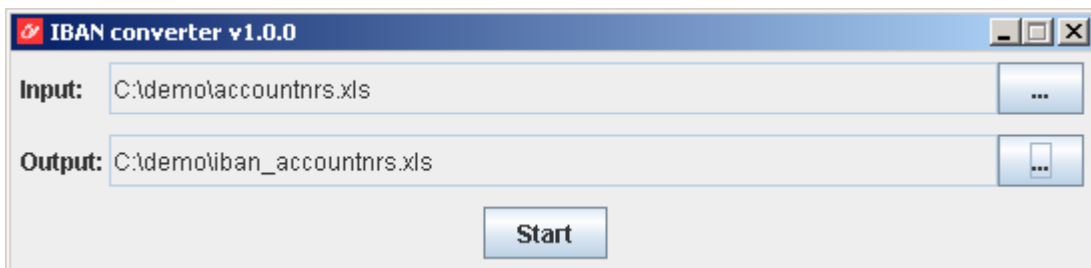 IBAN converter v1.0.0
Input: C:\demo\accountnrs.xls ...
Output: C:\demo\iban_accountnrs.xls ...
Start